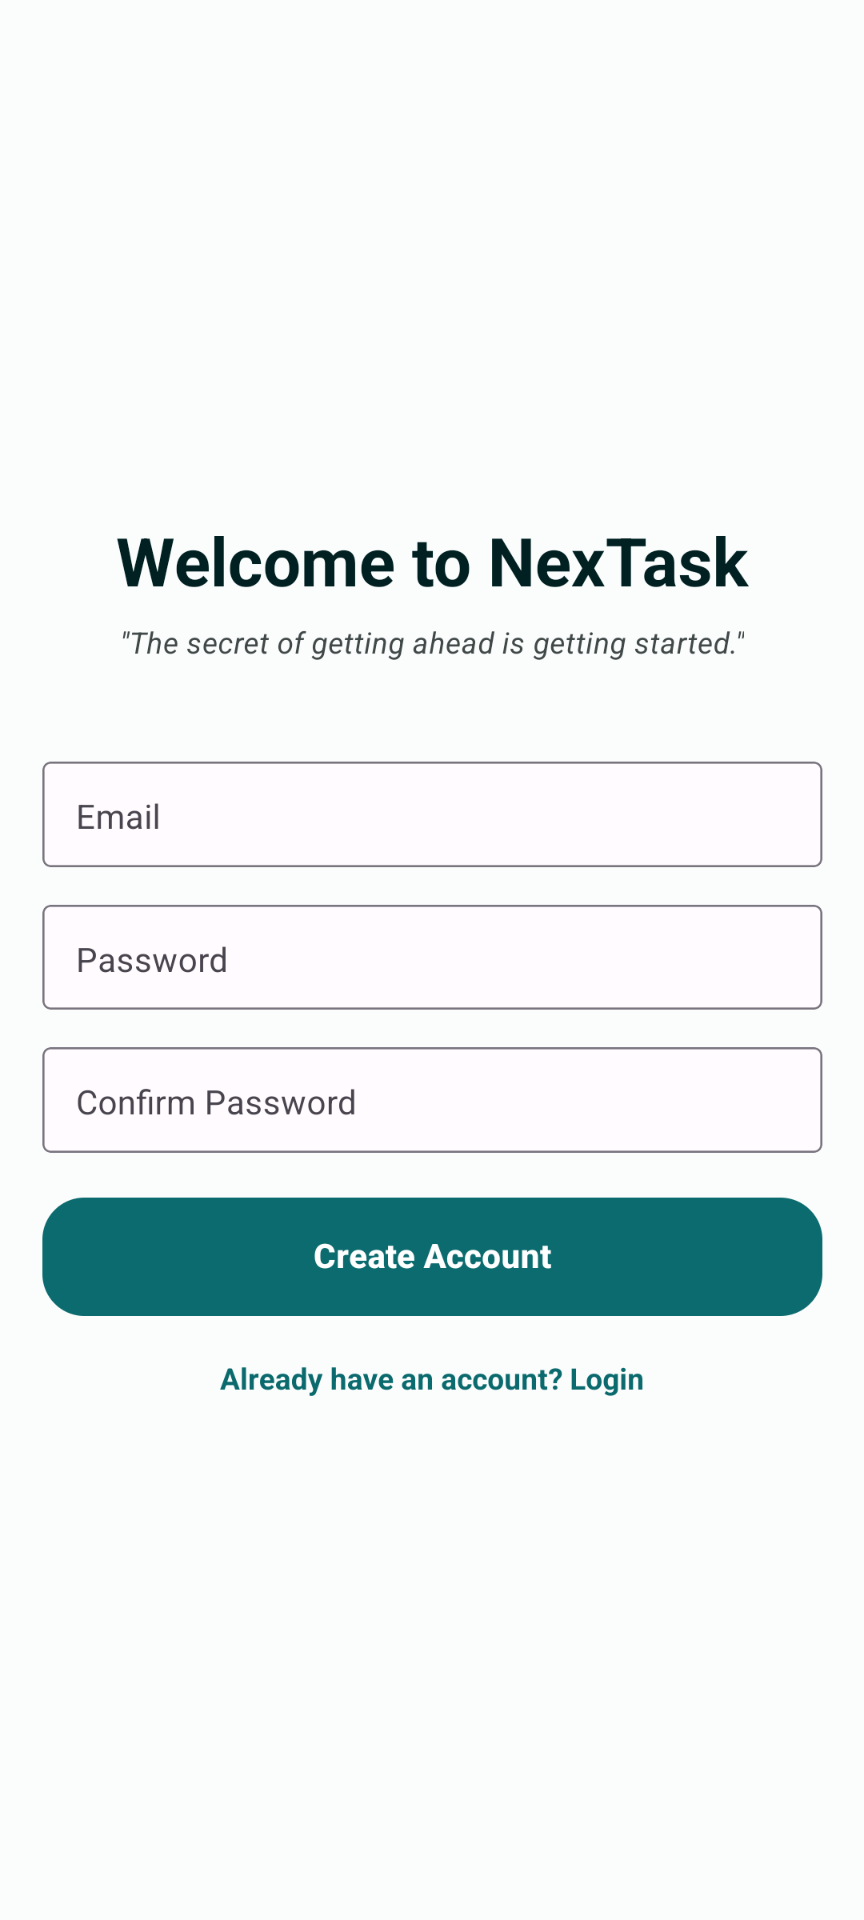 Welcome to NexTask
"The secret of getting ahead is getting started."
Email
Password
Confirm Password
Create Account
Already have an account? Login